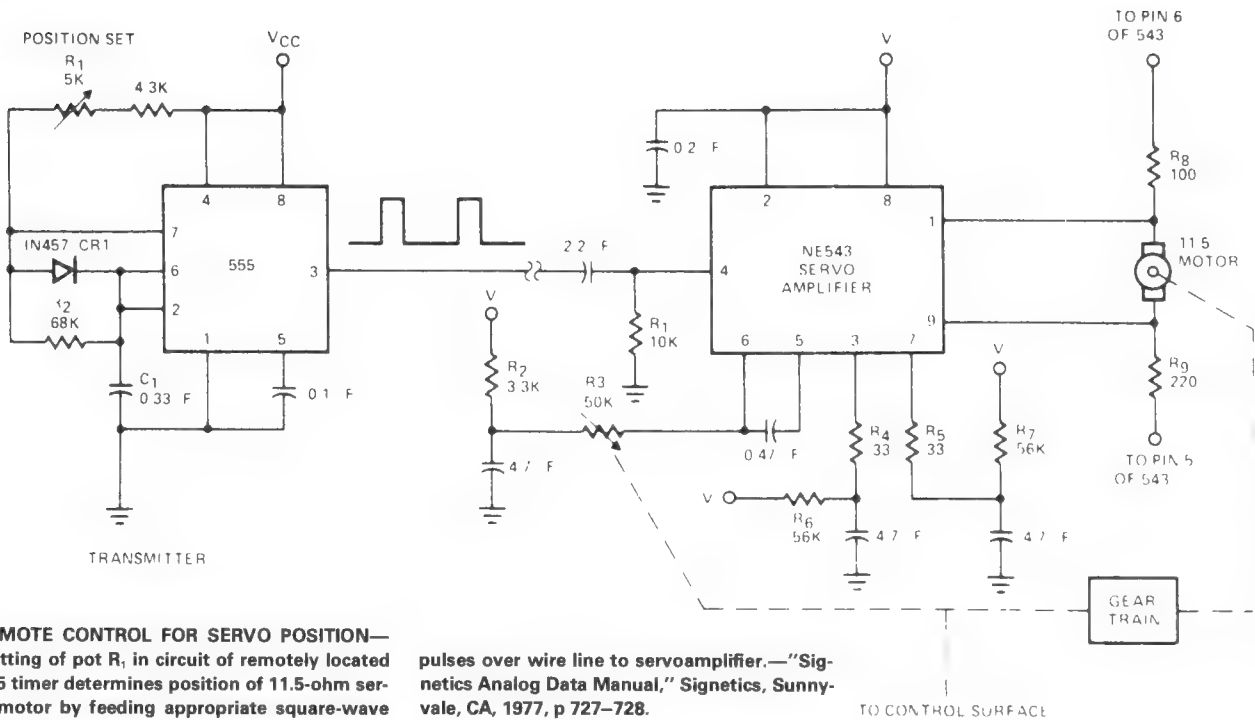 POSITION SET
R1
5K
4 3K
VCC
IN457 CR1
68K
C1
0.33 F
0 1 F
7
6
2
4
8
555
3
1
5
TRANSMITTER
2 2 F
R1
10K
V
R2
3.3K
R3
50K
4 7 F
V
0 2 F
2
8
1
4
NE543
SERVO
AMPLIFIER
9
6
5
3
7
0 47 F
R4
33
R5
33
V
R7
56K
V
R6
56K
4 7 F
4 7 F
TO PIN 6
OF 543
R8
100
11 5
MOTOR
R9
220
TO PIN 5
OF 543
GEAR
TRAIN
TO CONTROL SURFACE
MOTE CONTROL FOR SERVO POSITION—
tting of pot R1 in circuit of remotely located
5 timer determines position of 11.5-ohm ser-
motor by feeding appropriate square-wave
pulses over wire line to servoamplifier.—"Sig-
netics Analog Data Manual," Signetics, Sunny-
vale, CA, 1977, p 727–728.